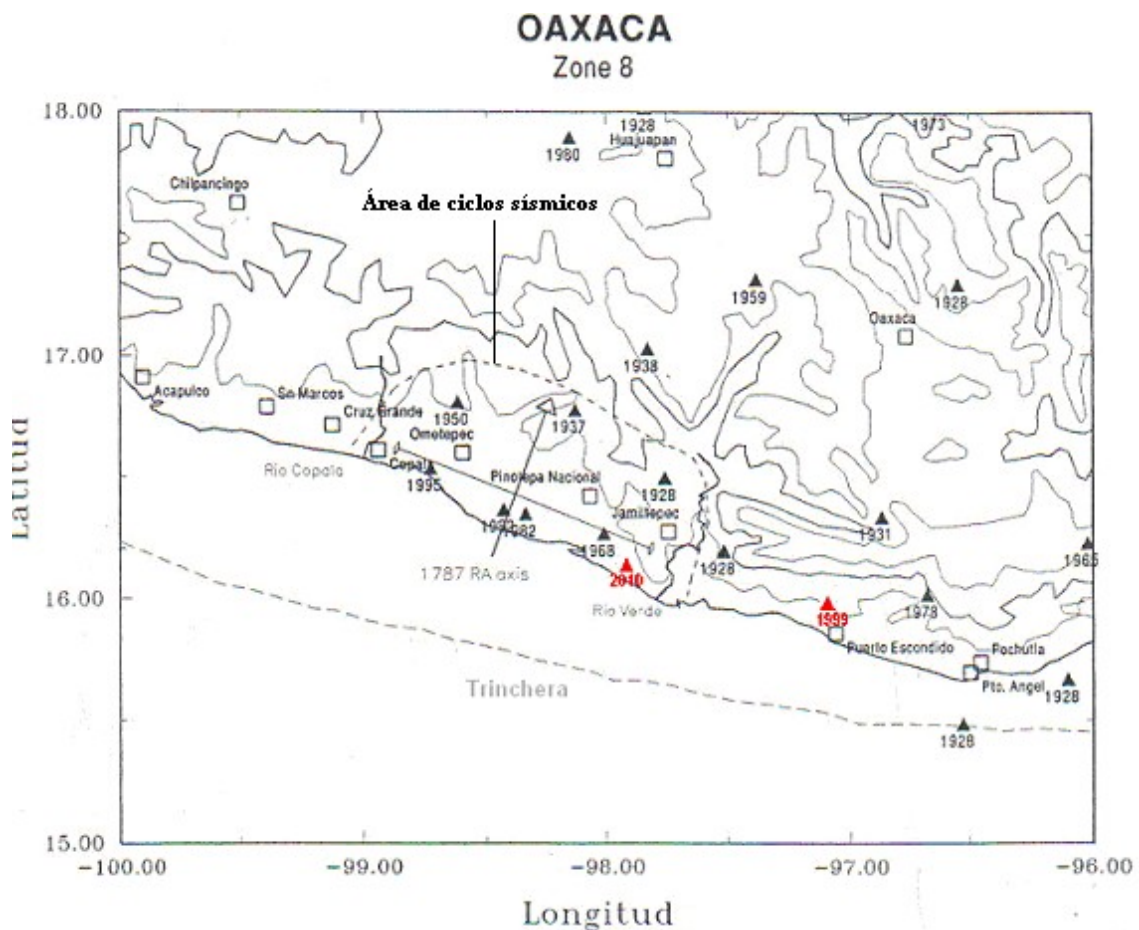 OAXACA
Zone 8
18.00
1928
1973
1980
Huajuapan
Chilpancingo
Área de ciclos sísmicos
1959
1928
Oaxaca
17.00
1938
Acapulco
Sn Marcos
Cruz Grande
1950
1937
Ometepec
Río Copala
Copala
1995
Pinotepa Nacional
1928
Jamiltepec
1982
1968
1928
1931
1965
1787 RA axis
2010
Río Verde
16.00
1999
1978
Puerto Escondido
Pochutla
Pto. Angel
1928
Trinchera
1928
15.00
-100.00
-99.00
-98.00
-97.00
-96.00
Longitud
Latitud